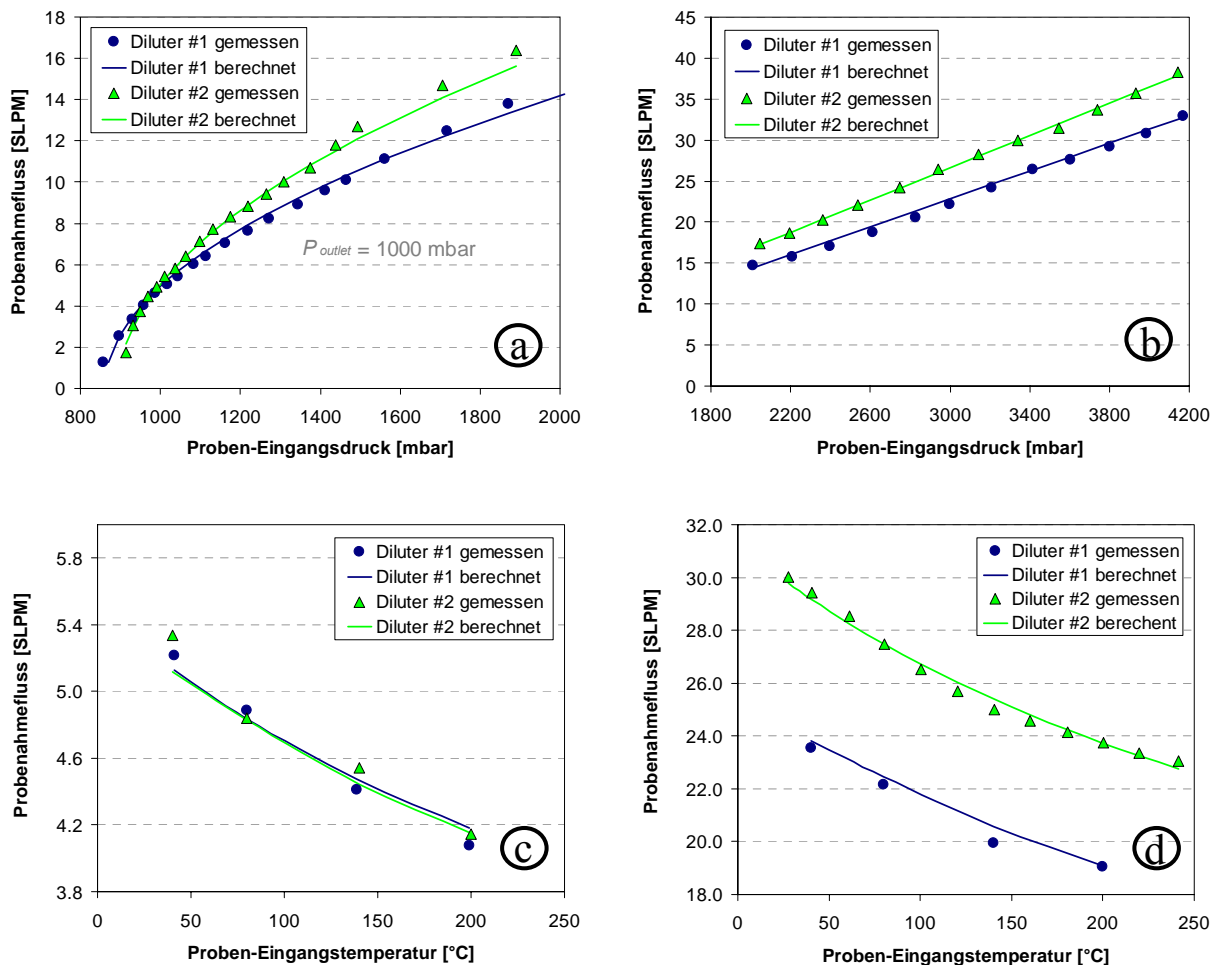 18
16
14
12
10
8
6
4
2
0
Probenahmefluss [SLPM]
Diluter #1 gemessen
Diluter #1 berechnet
Diluter #2 gemessen
Diluter #2 berechnet
P outlet = 1000 mbar
a
800 1000 1200 1400 1600 1800 2000
Proben-Eingangsdruck [mbar]
45
40
35
30
25
20
15
10
5
0
Probenahmefluss [SLPM]
Diluter #1 gemessen
Diluter #1 berechnet
Diluter #2 gemessen
Diluter #2 berechnet
b
1800 2200 2600 3000 3400 3800 4200
Proben-Eingangsdruck [mbar]
5.8
5.4
5.0
4.6
4.2
3.8
Probenahmefluss [SLPM]
Diluter #1 gemessen
Diluter #1 berechnet
Diluter #2 gemessen
Diluter #2 berechnet
c
0 50 100 150 200 250
Proben-Eingangstemperatur [°C]
32.0
30.0
28.0
26.0
24.0
22.0
20.0
18.0
Probenahmefluss [SLPM]
Diluter #1 gemessen
Diluter #1 berechnet
Diluter #2 gemessen
Diluter #2 berechent
d
0 50 100 150 200 250
Proben-Eingangstemperatur [°C]